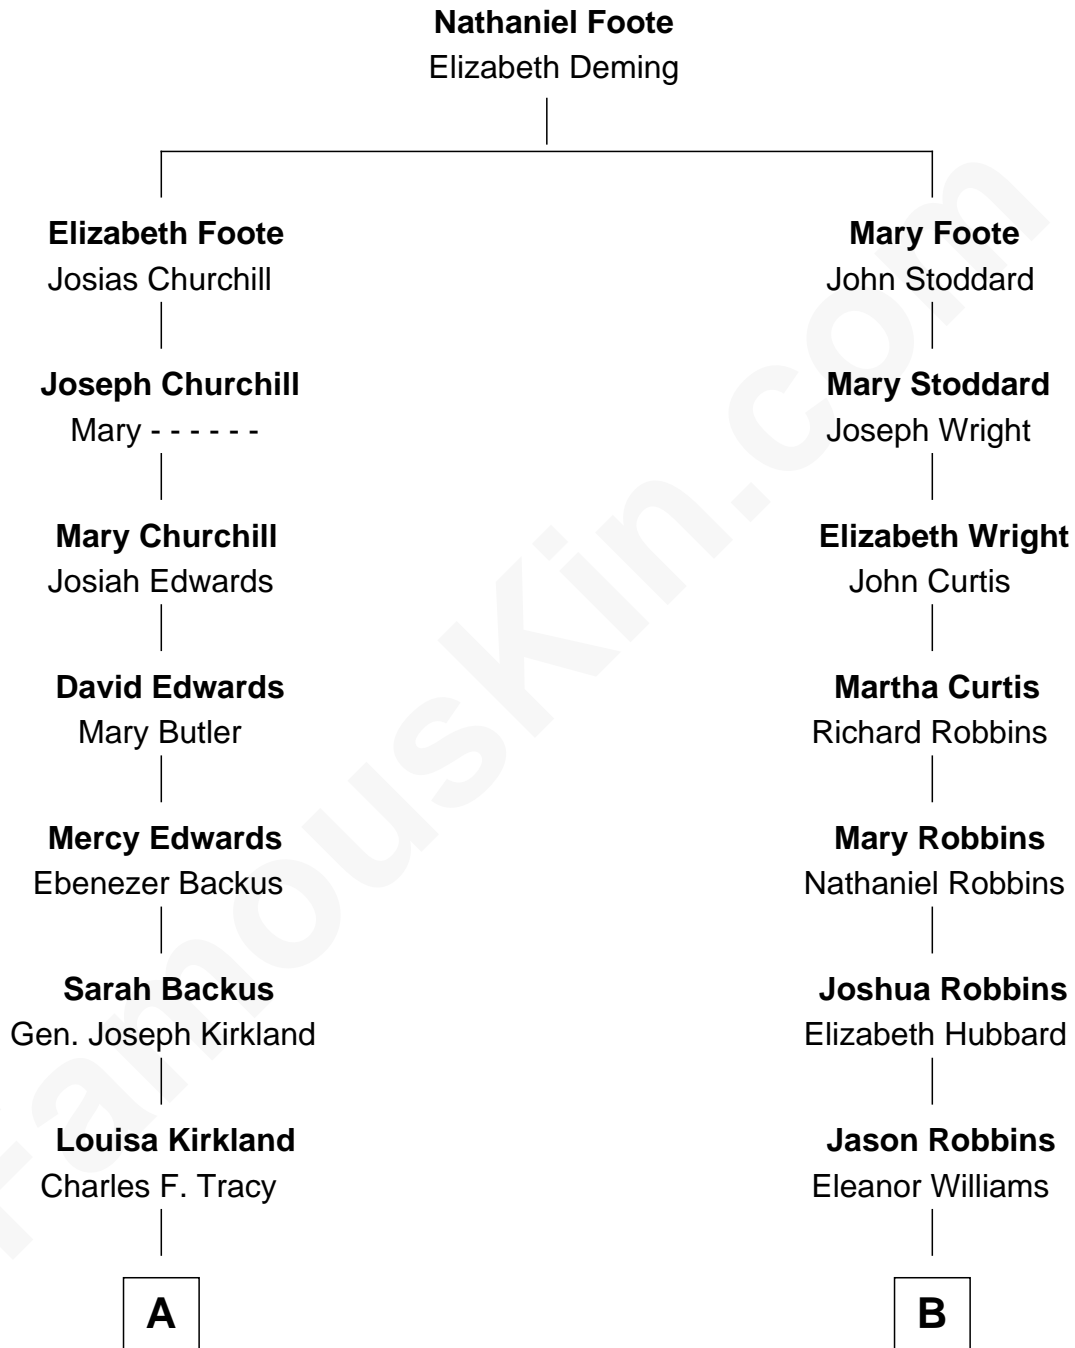 Nathaniel Foote
Elizabeth Deming
Elizabeth Foote
Josias Churchill
Joseph Churchill
Mary - - - - - -
Mary Churchill
Josiah Edwards
David Edwards
Mary Butler
Mercy Edwards
Ebenezer Backus
Sarah Backus
Gen. Joseph Kirkland
Louisa Kirkland
Charles F. Tracy
A
Mary Foote
John Stoddard
Mary Stoddard
Joseph Wright
Elizabeth Wright
John Curtis
Martha Curtis
Richard Robbins
Mary Robbins
Nathaniel Robbins
Joshua Robbins
Elizabeth Hubbard
Jason Robbins
Eleanor Williams
B
FamousKin.com